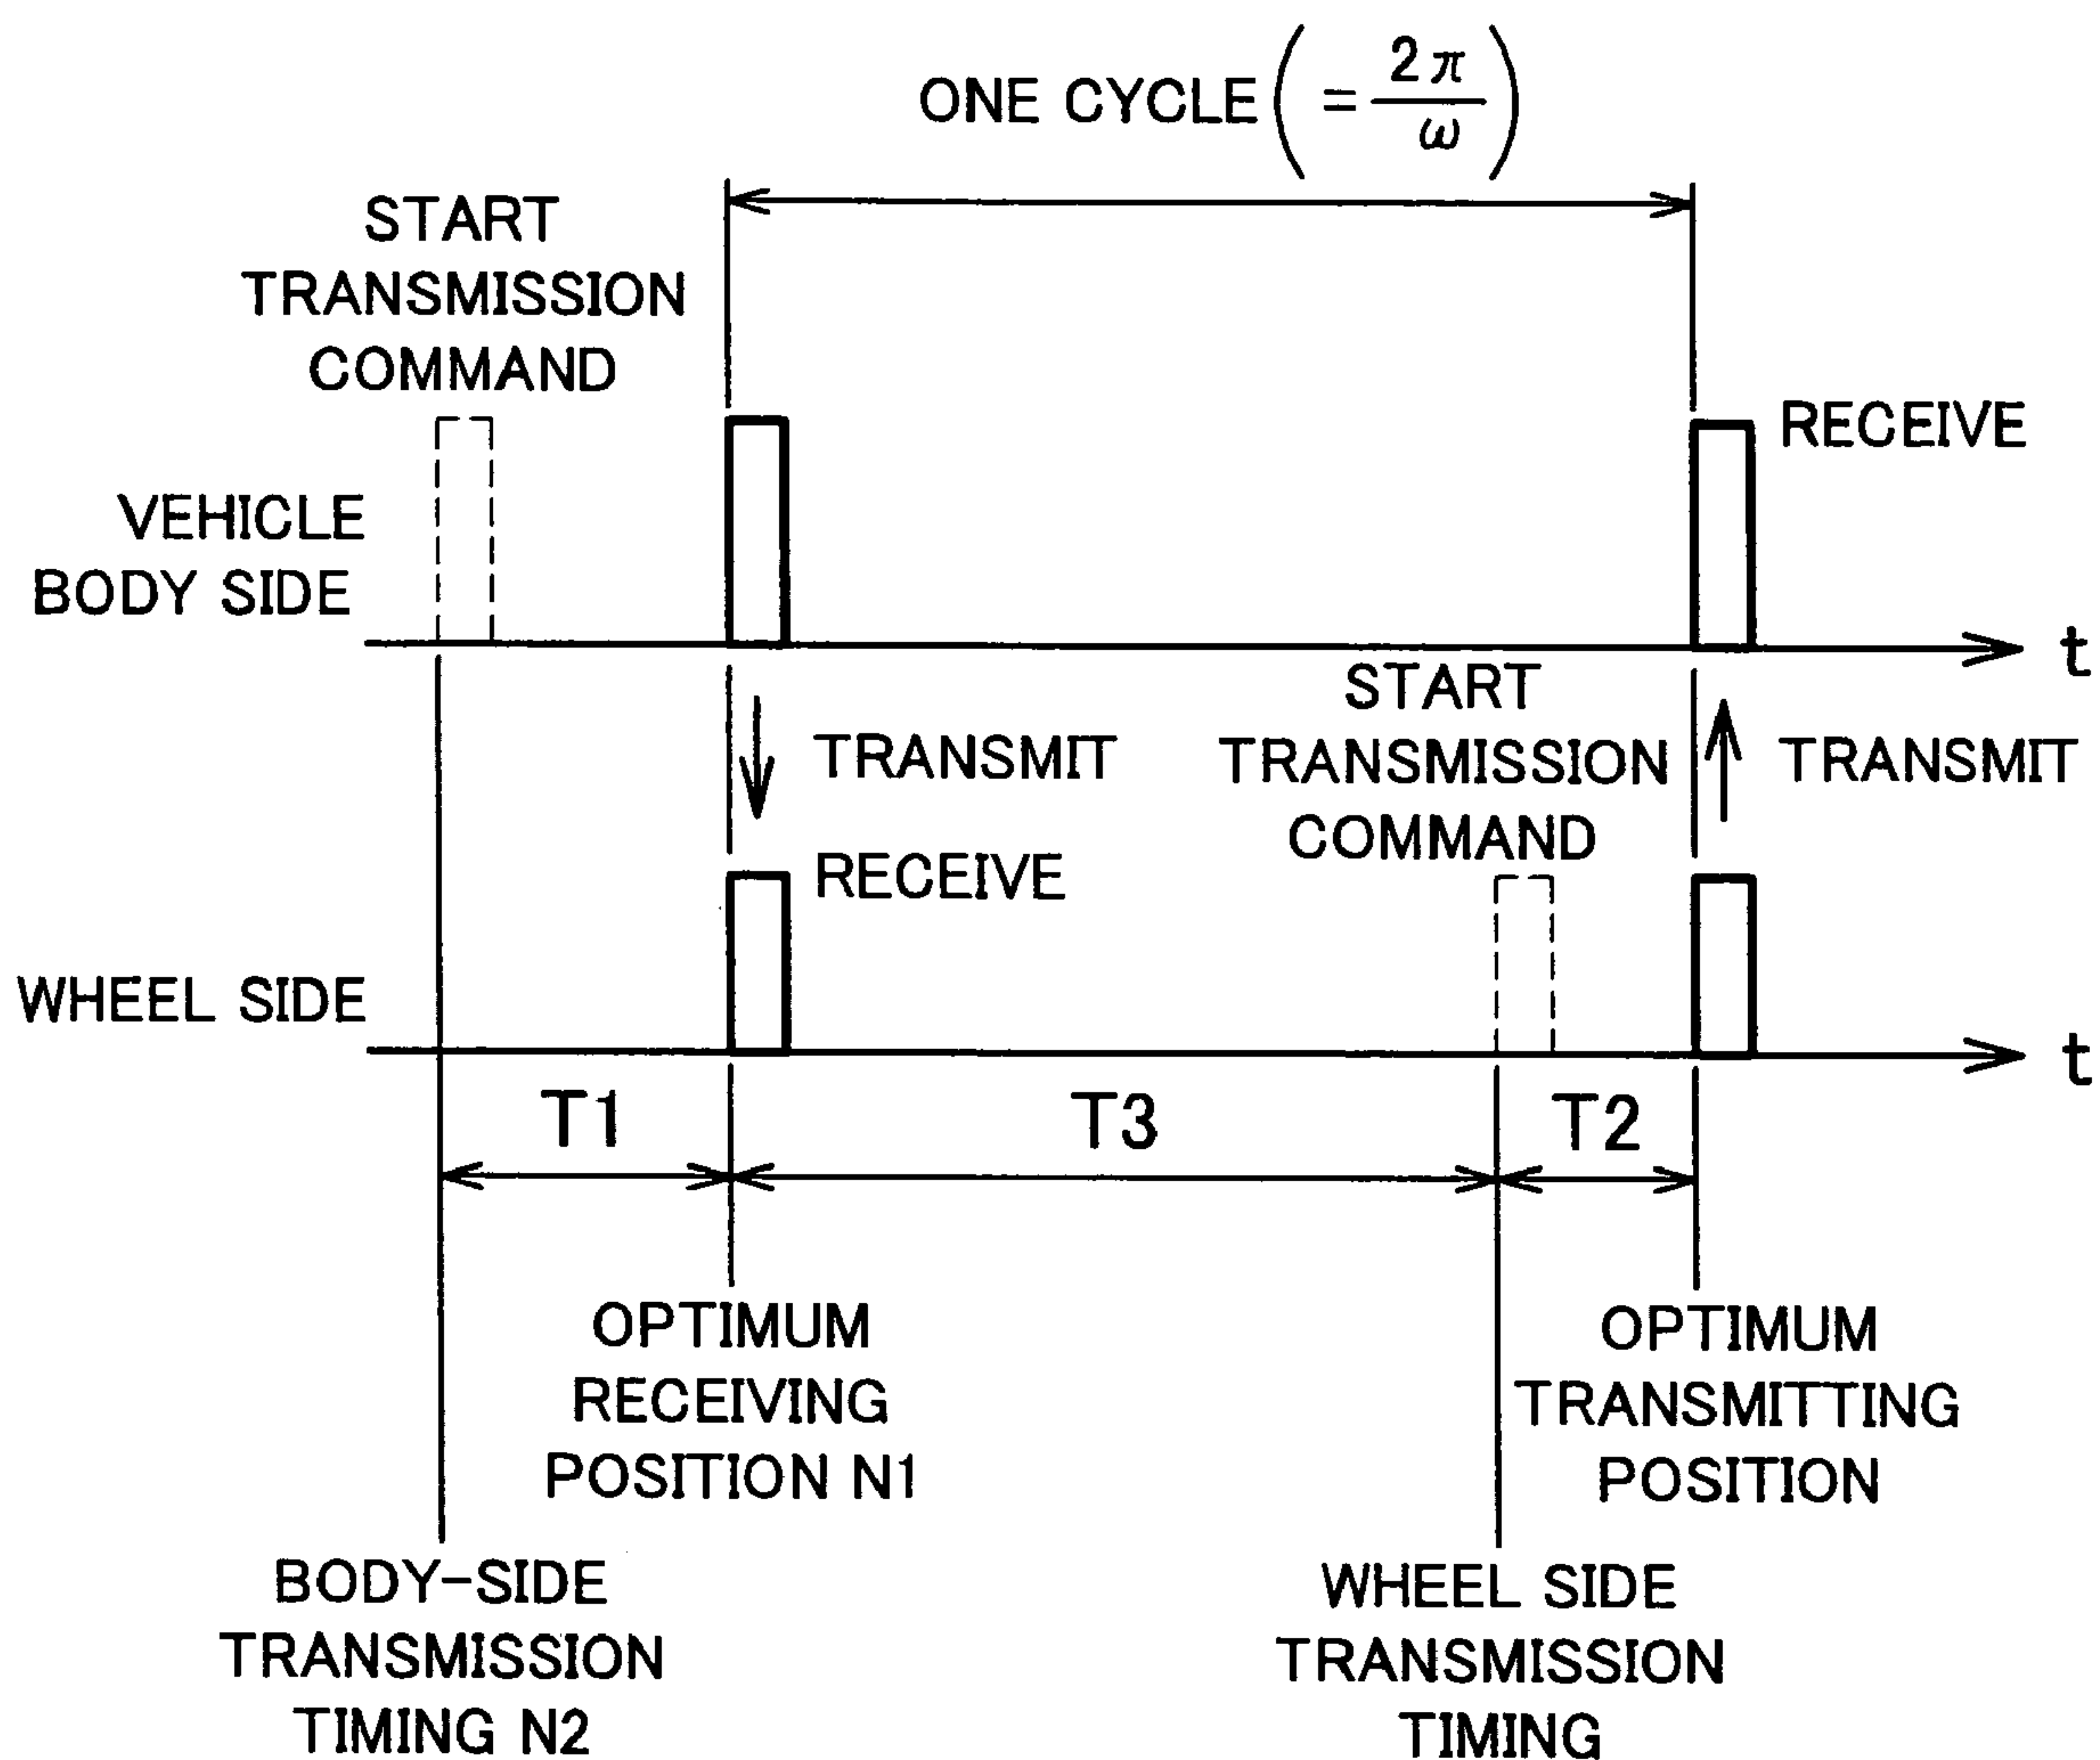 ONE CYCLE ( = 2π / ω )
START
TRANSMISSION
COMMAND
RECEIVE
VEHICLE
BODY SIDE
t
TRANSMIT
START
TRANSMISSION
COMMAND
TRANSMIT
RECEIVE
WHEEL SIDE
t
T1
T3
T2
OPTIMUM
RECEIVING
POSITION N1
OPTIMUM
TRANSMITTING
POSITION
BODY-SIDE
TRANSMISSION
TIMING N2
WHEEL SIDE
TRANSMISSION
TIMING